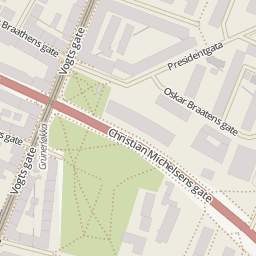 Braathens gate
Vogts gate
Presidentgata
Oskar Braatens gate
Christian Michelsens gate
gate
Vogts gate
Grünerløkka